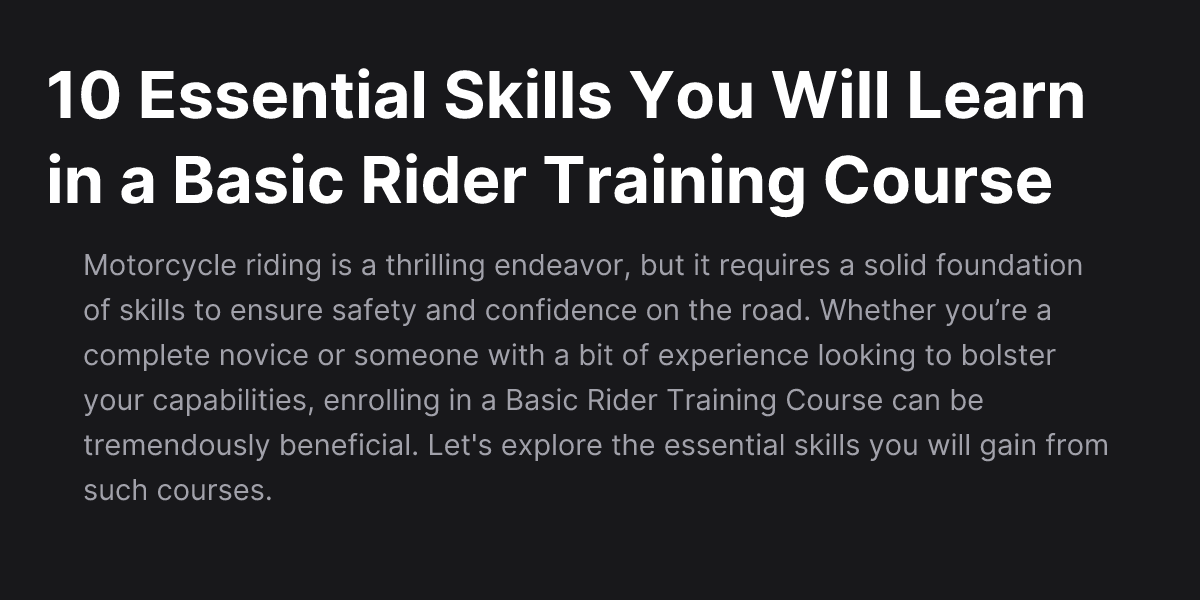 10 Essential Skills You Will Learn
in a Basic Rider Training Course
Motorcycle riding is a thrilling endeavor, but it requires a solid foundation
of skills to ensure safety and confidence on the road. Whether you’re a
complete novice or someone with a bit of experience looking to bolster
your capabilities, enrolling in a Basic Rider Training Course can be
tremendously beneficial. Let's explore the essential skills you will gain from
such courses.